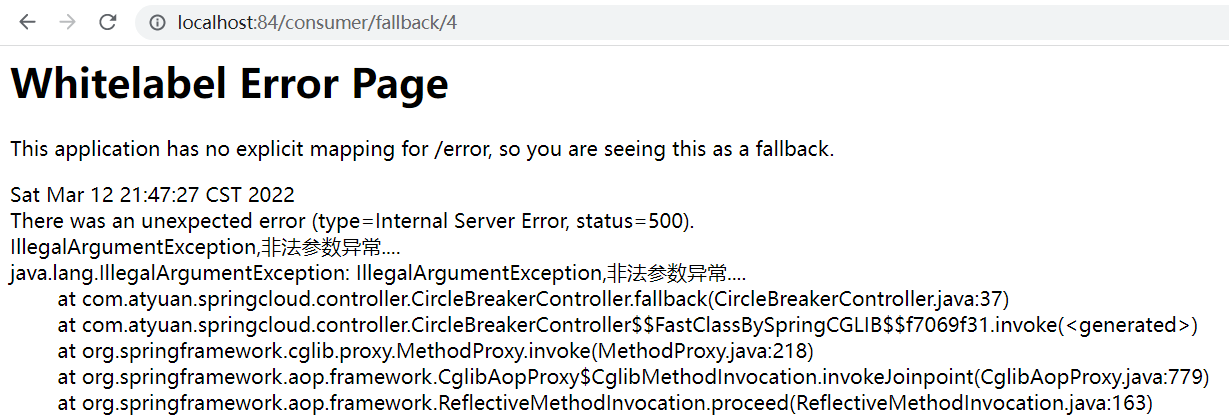 localhost:84/consumer/fallback/4
Whitelabel Error Page
This application has no explicit mapping for /error, so you are seeing this as a fallback.
Sat Mar 12 21:47:27 CST 2022
There was an unexpected error (type=Internal Server Error, status=500).
IllegalArgumentException,非法参数异常....
java.lang.IllegalArgumentException: IllegalArgumentException,非法参数异常....
at com.atyuan.springcloud.controller.CircleBreakerController.fallback(CircleBreakerController.java:37)
at com.atyuan.springcloud.controller.CircleBreakerController$$FastClassBySpringCGLIB$$f7069f31.invoke(<generated>)
at org.springframework.cglib.proxy.MethodProxy.invoke(MethodProxy.java:218)
at org.springframework.aop.framework.CglibAopProxy$CglibMethodInvocation.invokeJoinpoint(CglibAopProxy.java:779)
at org.springframework.aop.framework.ReflectiveMethodInvocation.proceed(ReflectiveMethodInvocation.java:163)